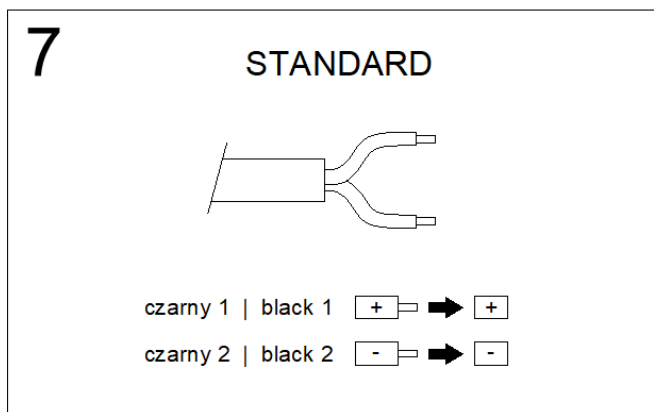 7
STANDARD
czarny 1 | black 1 + +
czarny 2 | black 2 - -